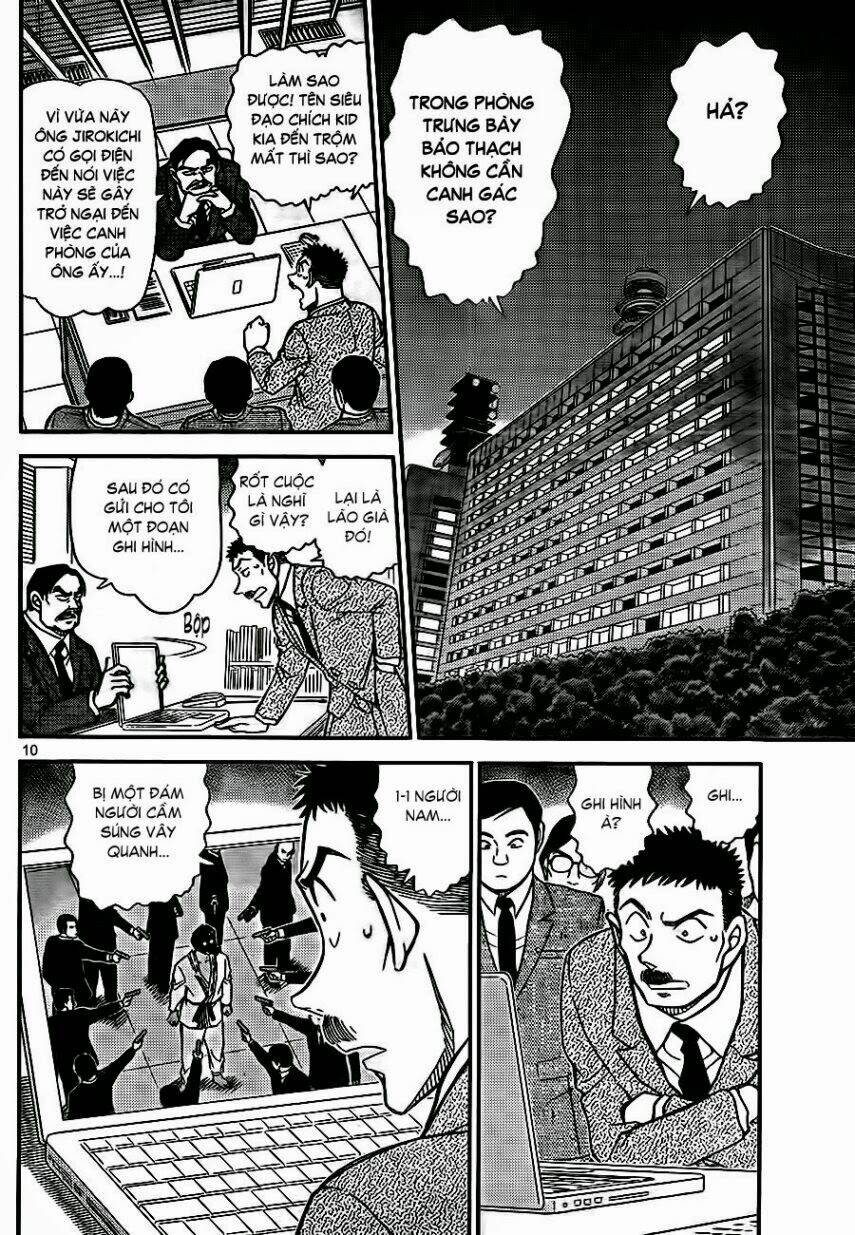 HẢ?
TRONG PHÒNG
TRƯNG BÀY
BẢO THẠCH
KHÔNG CẦN
CANH GÁC
SAO?
LÀM SAO
ĐƯỢC! TÊN SIÊU
ĐẠO CHÍCH KID
KIA ĐẾN TRỘM
MẤT THÌ SAO?
VÌ VỪA NÃY
ÔNG JIROKICHI
CÓ GỌI ĐIỆN
ĐẾN NÓI VIỆC
NÀY SẼ GÂY
TRỞ NGẠI ĐẾN
VIỆC CANH
PHÒNG CỦA
ÔNG ẤY...!
LẠI LÀ
LÃO GIÀ
ĐÓ!
RỐT CUỘC
LÀ NGHĨ
GÌ VẬY?
SAU ĐÓ CÓ
GỬI CHO TÔI
MỘT ĐOẠN
GHI HÌNH...
BỘP
10
GHI...
GHI HÌNH
À?
1-1 NGƯỜI
NAM...
BỊ MỘT ĐÁM
NGƯỜI CẦM
SÚNG VÂY
QUANH...